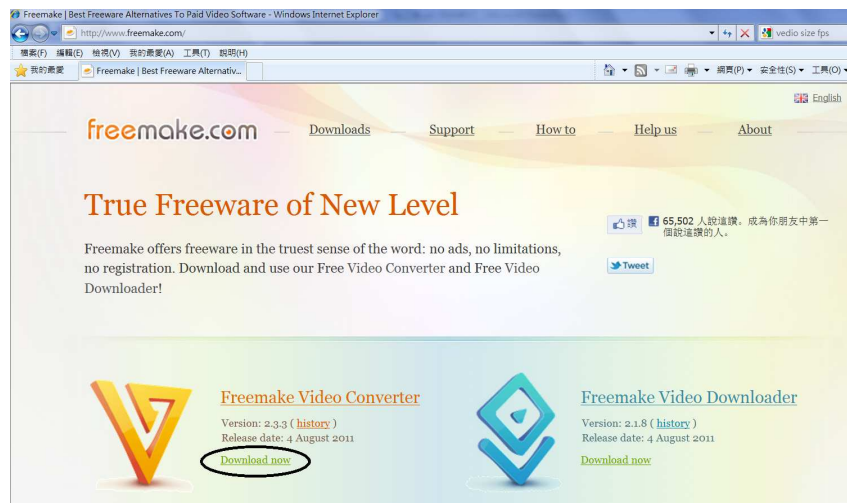 Freemake | Best Freeware Alternatives To Paid Video Software - Windows Internet Explorer
http://www.freemake.com/
vedio size fps
檔案(F) 編輯(E) 檢視(V) 我的最愛(A) 工具(T) 說明(H)
我的最愛 Freemake | Best Freeware Alternativ... 網頁(P) 安全性(S) 工具(O)
English
freemake.com Downloads Support How to Help us About
True Freeware of New Level
讚 65,502 人說這讚。成為你朋友中第一
個說這讚的人。
Freemake offers freeware in the truest sense of the word: no ads, no limitations,
no registration. Download and use our Free Video Converter and Free Video
Downloader!
Tweet
Freemake Video Converter
Version: 2.3.3 ( history )
Release date: 4 August 2011
Download now
Freemake Video Downloader
Version: 2.1.8 ( history )
Release date: 4 August 2011
Download now